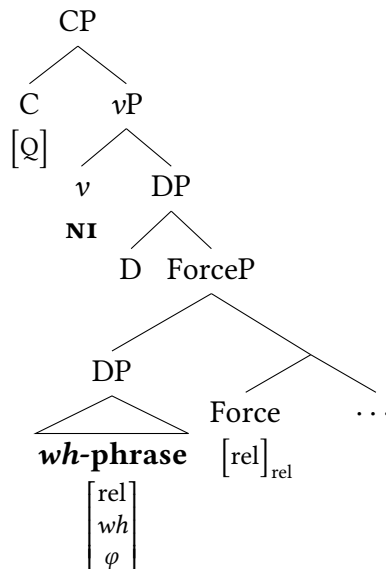 CP
C vP
[Q]
v DP
NI
D ForceP
DP
Force ⋯
wh-phrase [rel]rel
[rel
wh
φ]